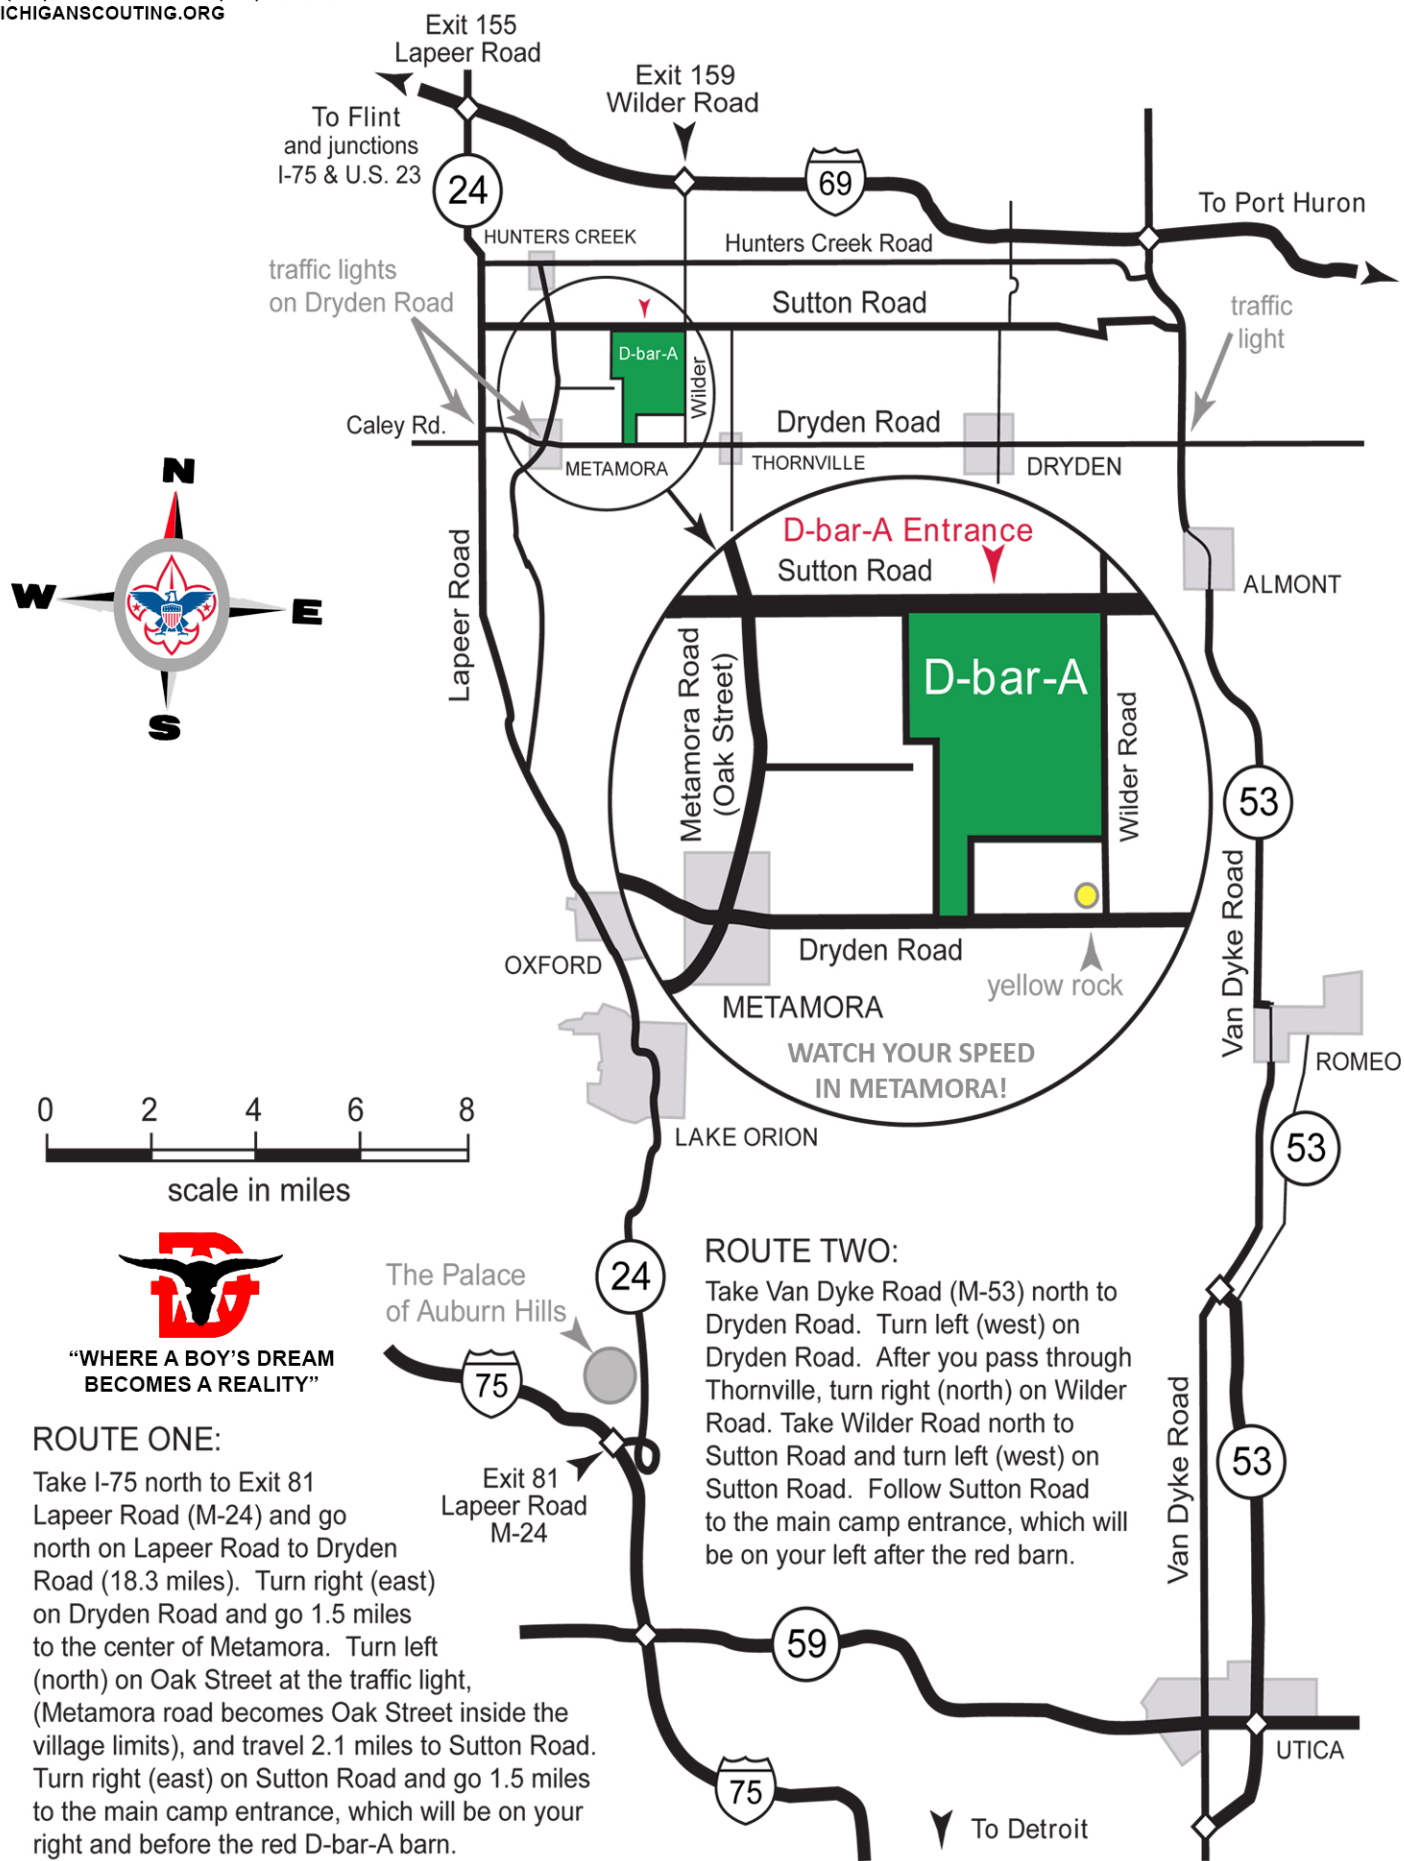 ICHIGANSCOUTING.ORG
Exit 155
Lapeer Road
Exit 159
Wilder Road
To Flint
and junctions
I-75 & U.S. 23
24
69
To Port Huron
HUNTERS CREEK
Hunters Creek Road
traffic lights
on Dryden Road
Sutton Road
traffic
light
D-bar-A
Wilder
Caley Rd.
Dryden Road
METAMORA
THORNVILLE
DRYDEN
N
W
E
S
Lapeer Road
D-bar-A Entrance
Sutton Road
ALMONT
Metamora Road
(Oak Street)
D-bar-A
Wilder Road
53
Van Dyke Road
OXFORD
Dryden Road
yellow rock
METAMORA
WATCH YOUR SPEED
IN METAMORA!
ROMEO
0 2 4 6 8
scale in miles
LAKE ORION
53
24
The Palace
of Auburn Hills
75
"WHERE A BOY'S DREAM
BECOMES A REALITY"
Exit 81
Lapeer Road
M-24
ROUTE ONE:
Take I-75 north to Exit 81
Lapeer Road (M-24) and go
north on Lapeer Road to Dryden
Road (18.3 miles).  Turn right (east)
on Dryden Road and go 1.5 miles
to the center of Metamora.  Turn left
(north) on Oak Street at the traffic light,
(Metamora road becomes Oak Street inside the
village limits), and travel 2.1 miles to Sutton Road.
Turn right (east) on Sutton Road and go 1.5 miles
to the main camp entrance, which will be on your
right and before the red D-bar-A barn.
ROUTE TWO:
Take Van Dyke Road (M-53) north to
Dryden Road.  Turn left (west) on
Dryden Road.  After you pass through
Thornville, turn right (north) on Wilder
Road. Take Wilder Road north to
Sutton Road and turn left (west) on
Sutton Road.  Follow Sutton Road
to the main camp entrance, which will
be on your left after the red barn.
Van Dyke Road
53
59
UTICA
75
To Detroit